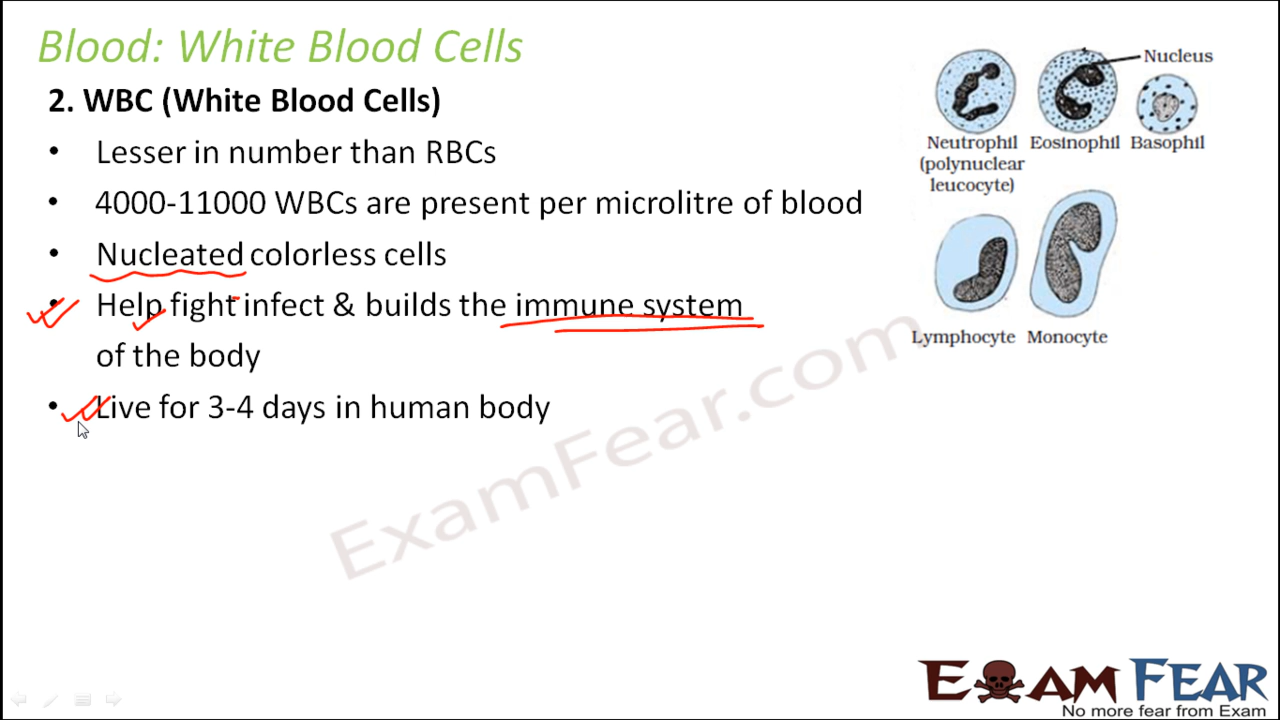 Blood: White Blood Cells
2. WBC (White Blood Cells)
• Lesser in number than RBCs
• 4000-11000 WBCs are present per microlitre of blood
• Nucleated colorless cells
• Help fight infect & builds the immune system
of the body
• Live for 3-4 days in human body
Nucleus
Neutrophil Eosinophil Basophil
(polynuclear
leucocyte)
Lymphocyte Monocyte
ExamFear.com
EXAM FEAR
No more fear from Exam